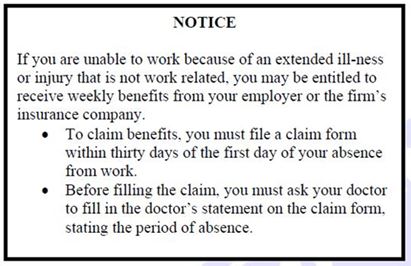 NOTICE
If you are unable to work because of an extended ill-ness
or injury that is not work related, you may be entitled to
receive weekly benefits from your employer or the firm's
insurance company.
• To claim benefits, you must file a claim form
within thirty days of the first day of your absence
from work.
• Before filling the claim, you must ask your doctor
to fill in the doctor's statement on the claim form,
stating the period of absence.